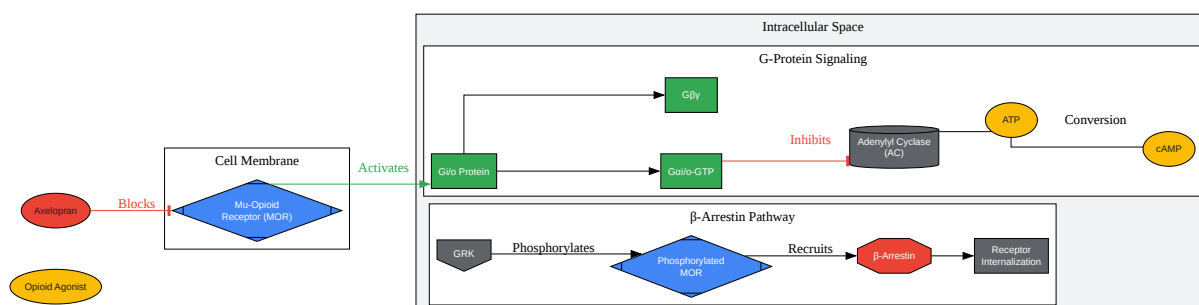 Intracellular Space
G-Protein Signaling
Gβγ
ATP
Conversion
Inhibits
Adenylyl Cyclase
(AC)
cAMP
Cell Membrane
Activates
Gi/o Protein
Gαi/o-GTP
Axelopran
Blocks
Mu-Opioid
Receptor (MOR)
β-Arrestin Pathway
GRK
Phosphorylates
Phosphorylated
MOR
Recruits
β-Arrestin
Receptor
Internalization
Opioid Agonist